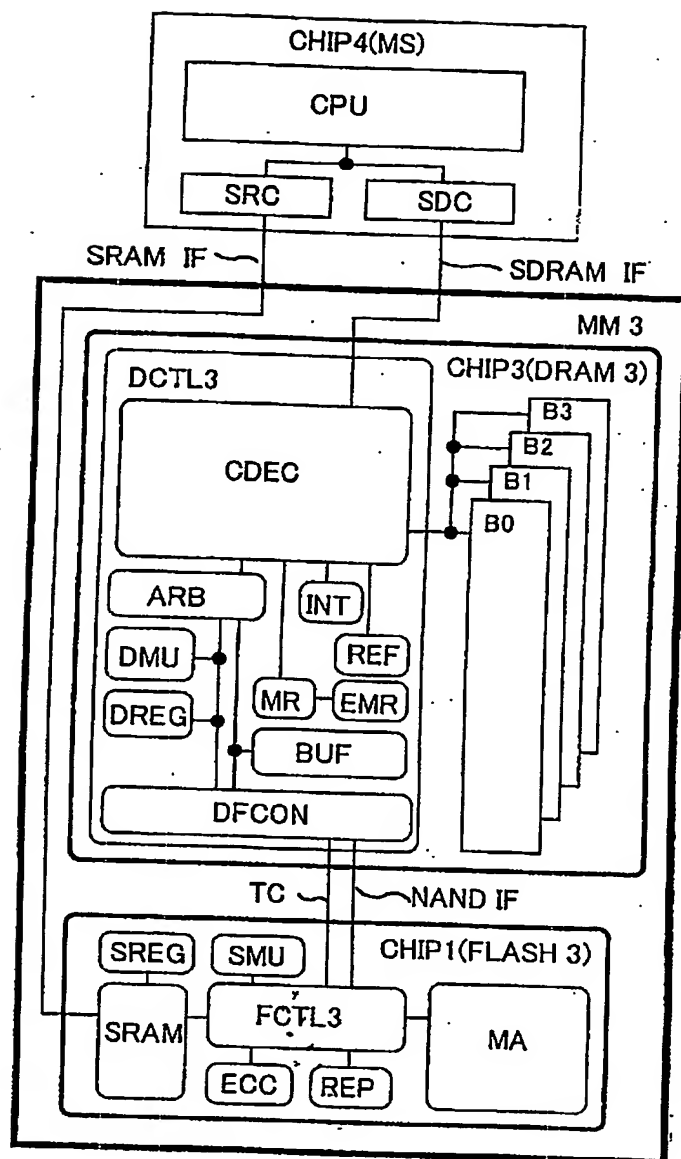 CHIP4(MS)
CPU
SRC
SDC
SRAM IF
SDRAM IF
MM 3
CHIP3(DRAM 3)
DCTL3
CDEC
B3
B2
B1
B0
ARB
INT
DMU
REF
MR
EMR
DREG
BUF
DFCON
TC
NAND IF
CHIP1(FLASH 3)
SREG
SMU
SRAM
FCTL3
MA
ECC
REP